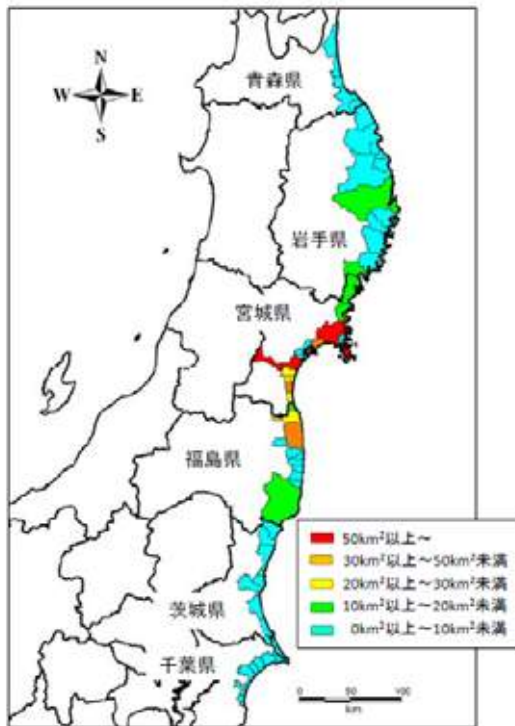 N
W E
S
青森県
岩手県
宮城県
福島県
茨城県
千葉県
50km²以上~
30km²以上~50km²未満
20km²以上~30km²未満
10km²以上~20km²未満
0km²以上~10km²未満
0 50 100
km